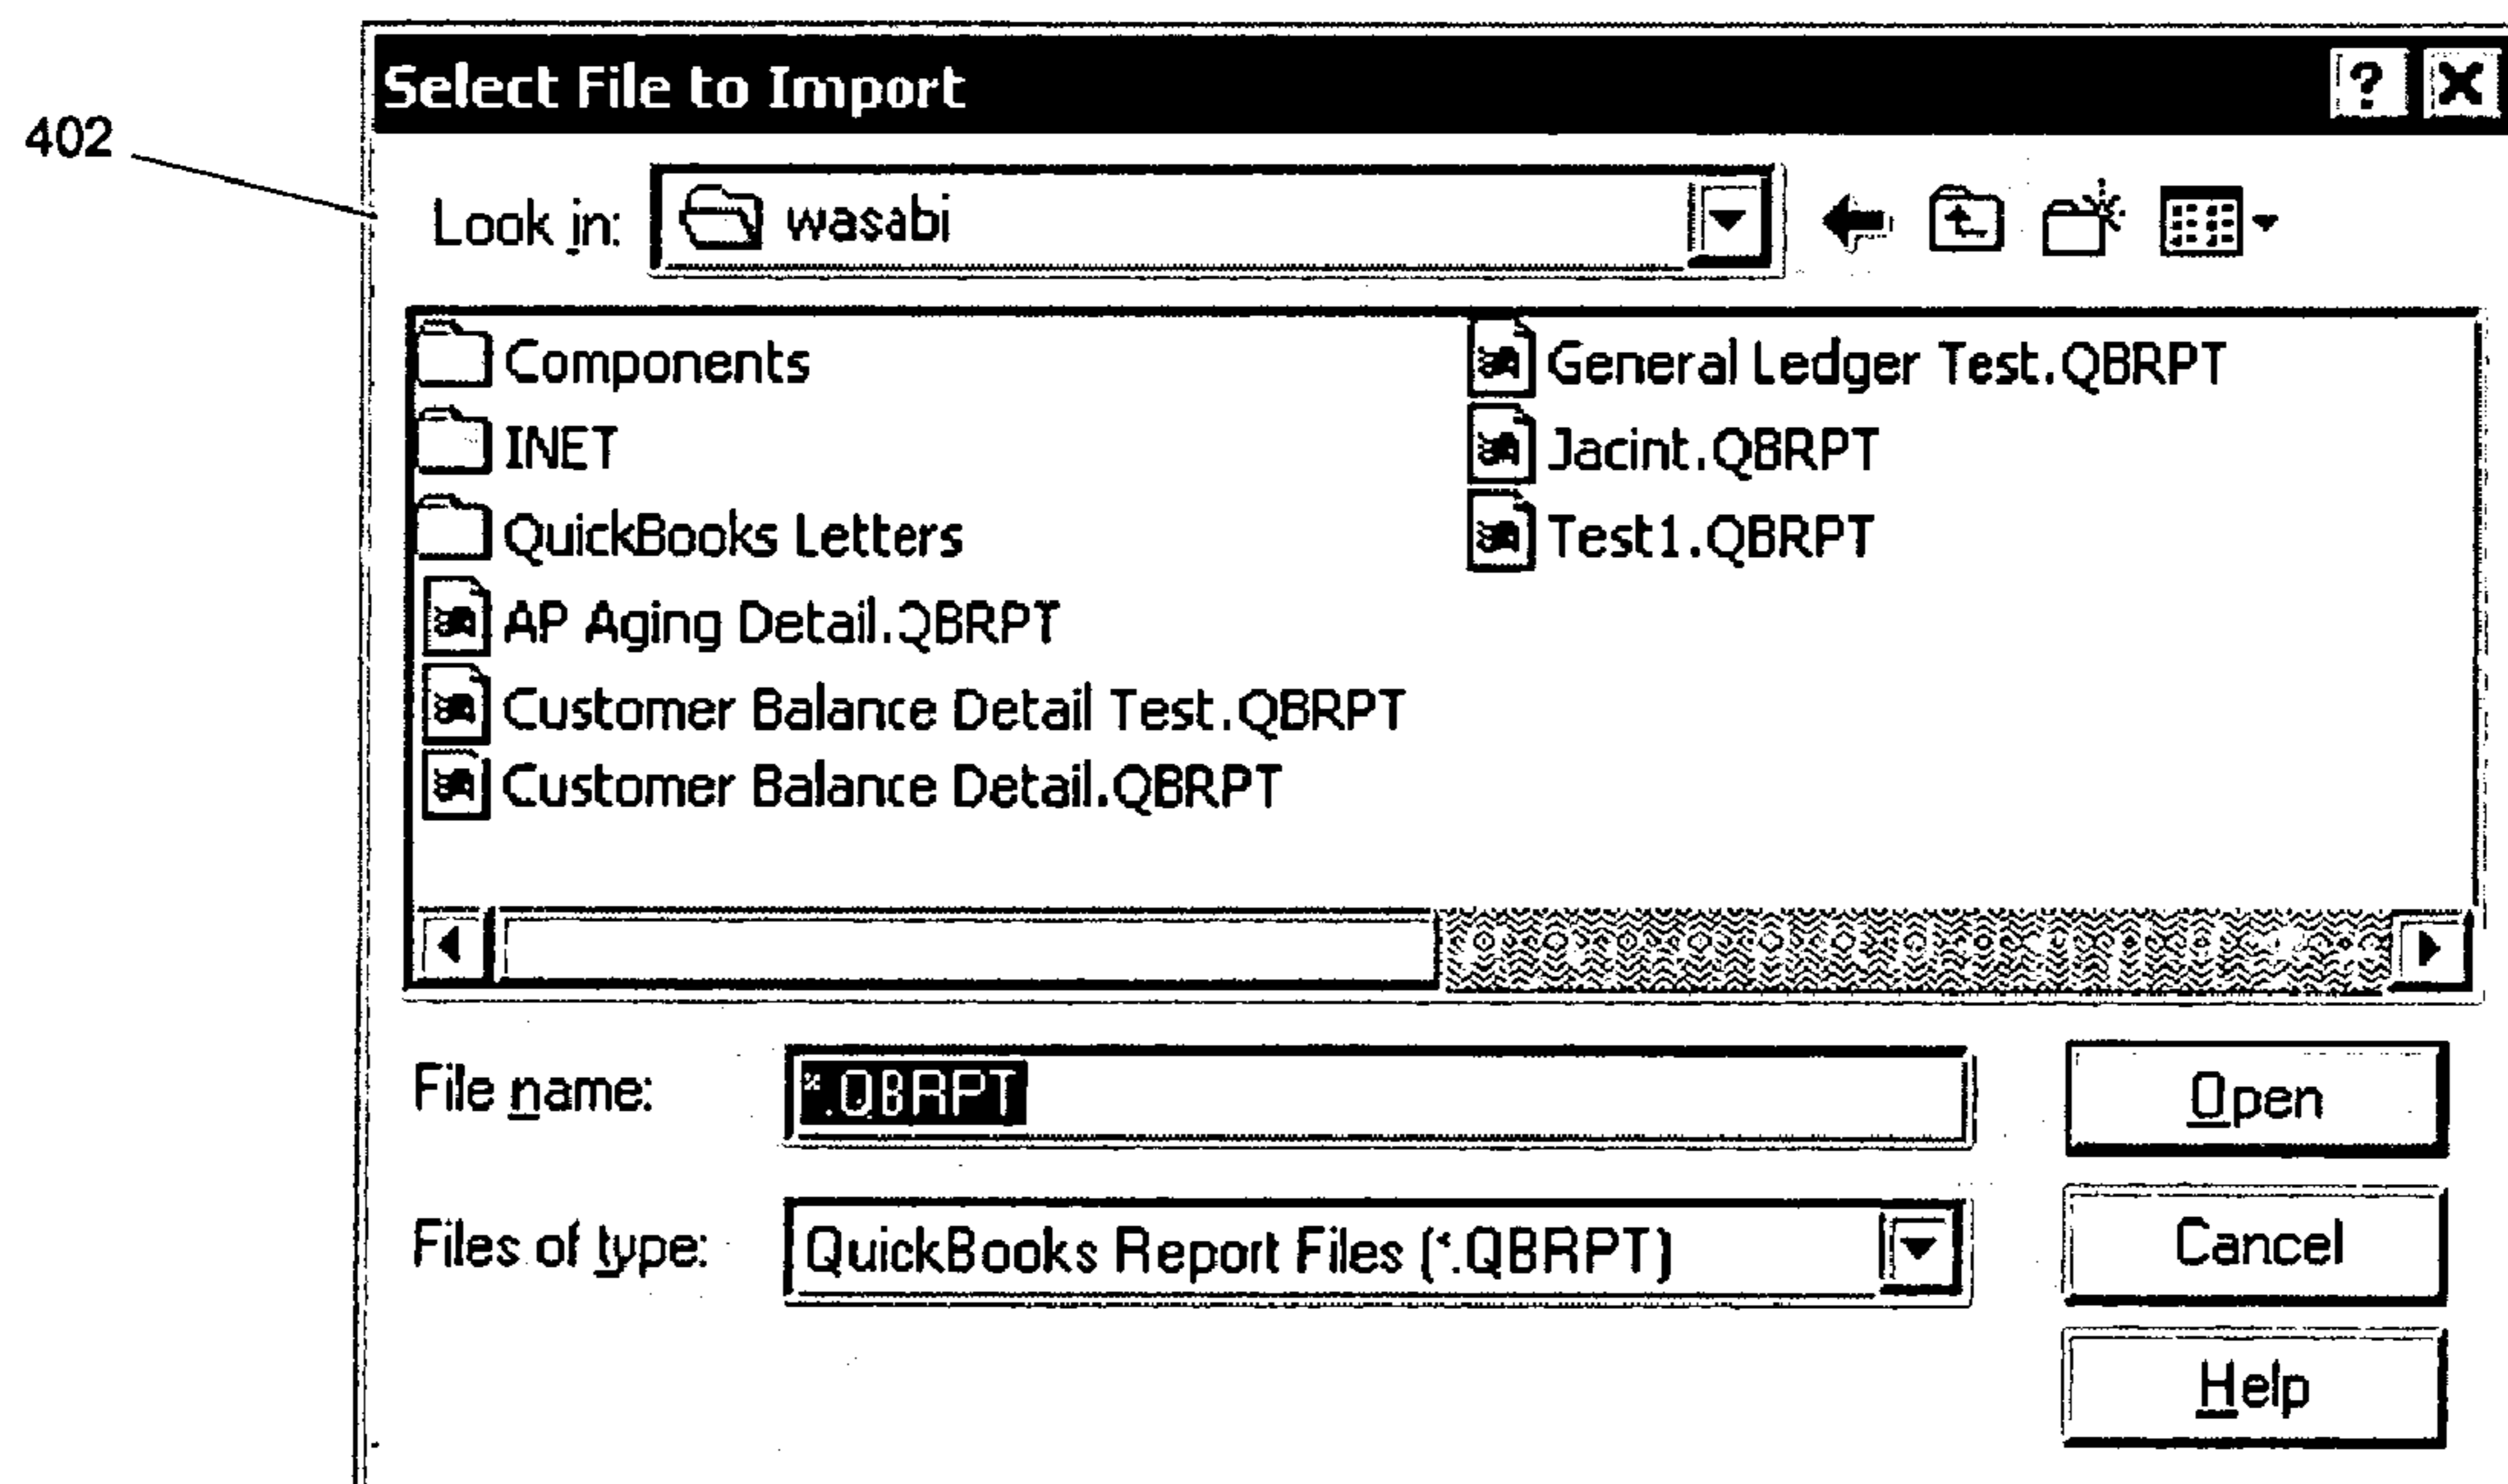 Select File to Import
402
Look in: wasabi
Components
INET
QuickBooks Letters
AP Aging Detail.QBRPT
Customer Balance Detail Test.QBRPT
Customer Balance Detail.QBRPT
General Ledger Test.QBRPT
Jacint.QBRPT
Test1.QBRPT
File name: *.QBRPT
Open
Files of type: QuickBooks Report Files (*.QBRPT)
Cancel
Help